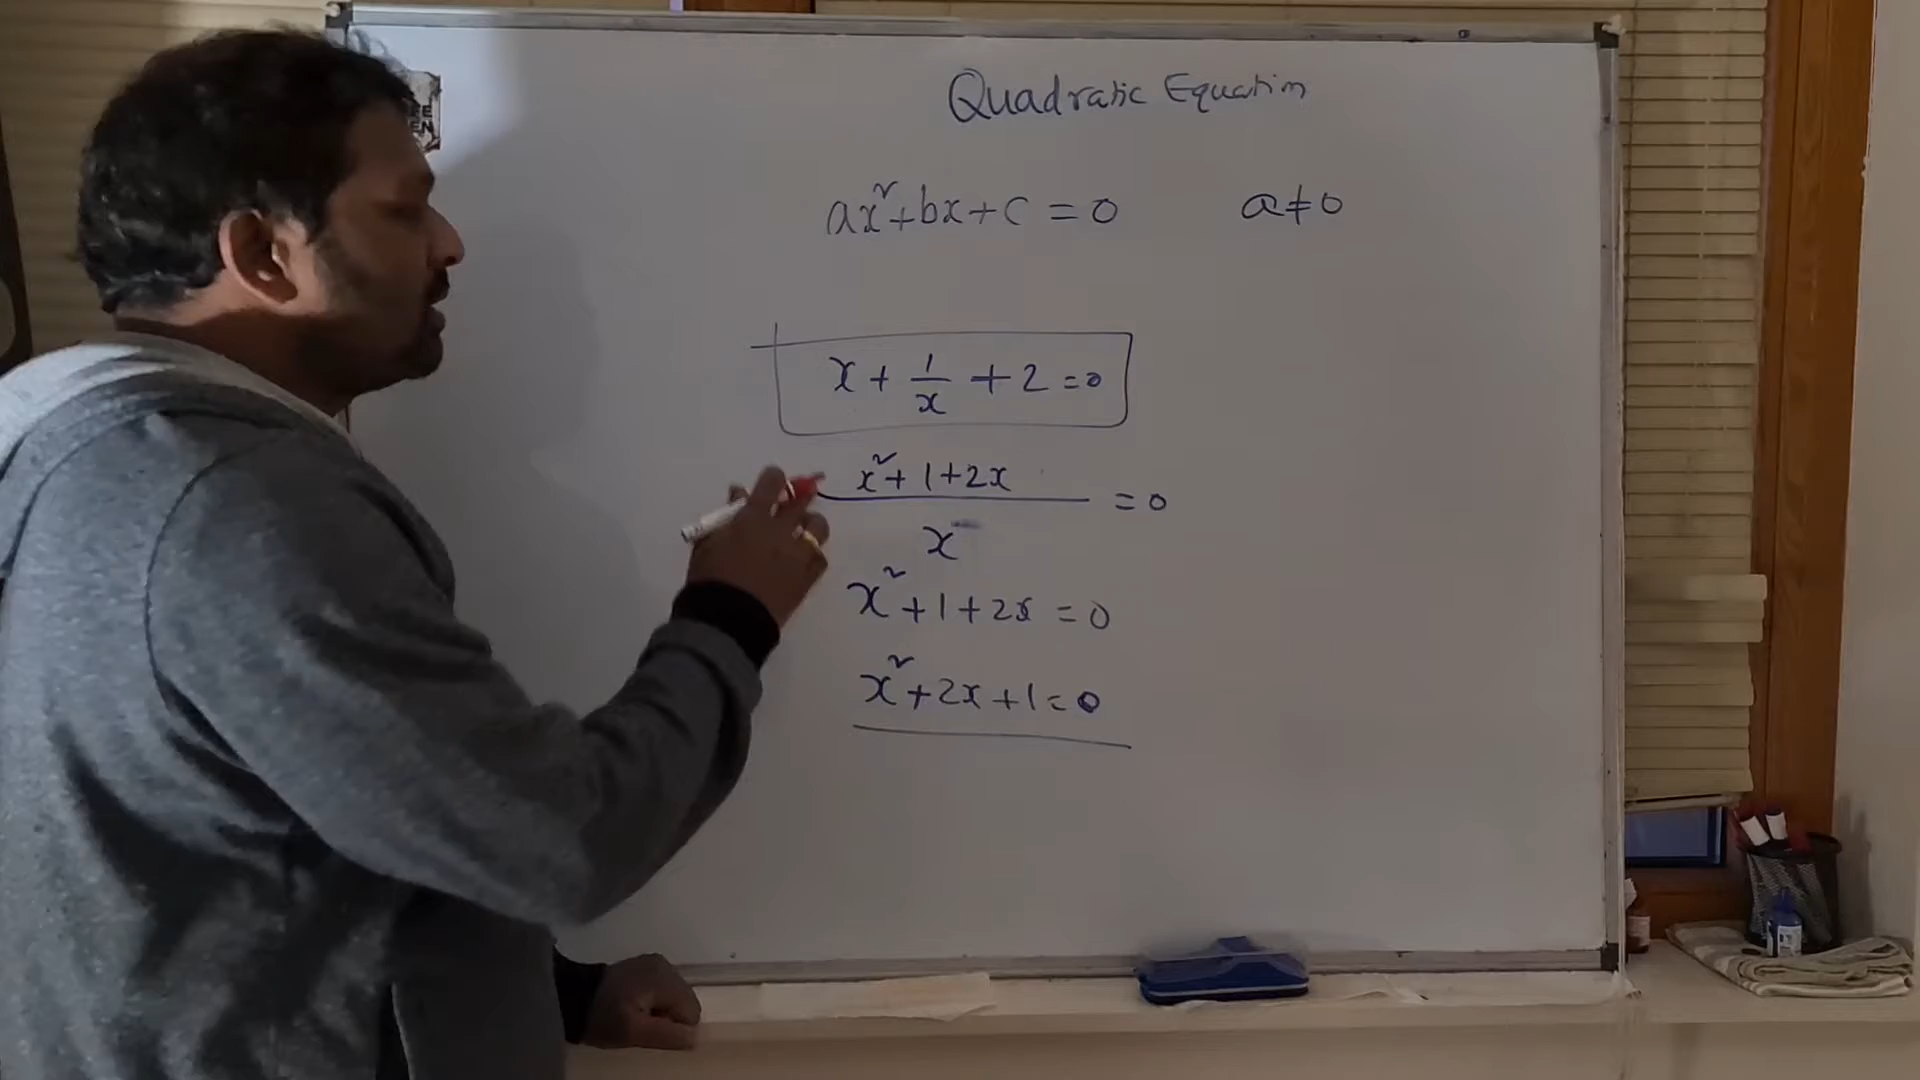 Quadratic Equation
ax²+bx+c = 0 a≠0
x + 1/x + 2 = 0
x²+1+2x / x = 0
x²+1+2x = 0
x²+2x+1 = 0